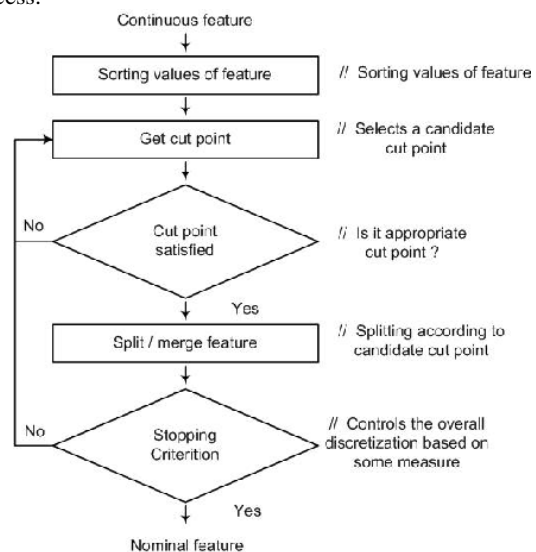 Continuous feature
Sorting values of feature
// Sorting values of feature
Get cut point
// Selects a candidate
cut point
No
Cut point
satisfied
// Is it appropriate
cut point ?
Yes
Split / merge feature
// Splitting according to
candidate cut point
No
Stopping
Criterition
// Controls the overall
discretization based on
some measure
Yes
Nominal feature